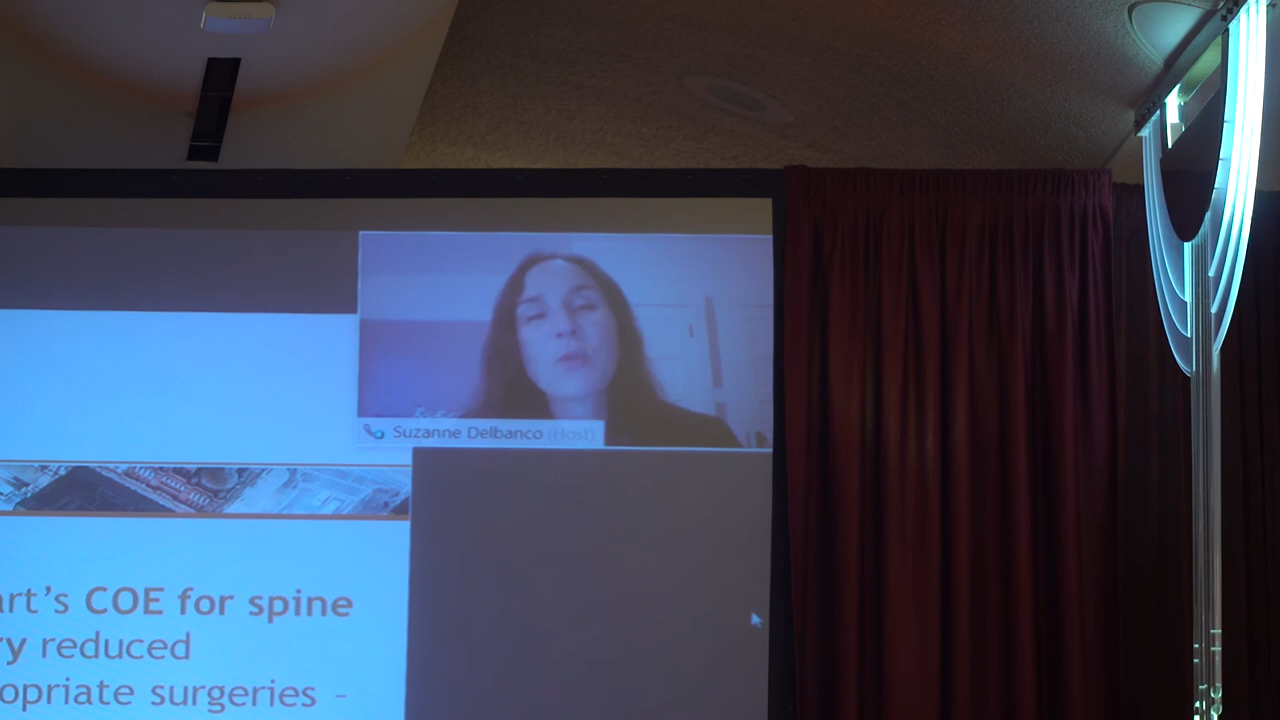 Suzanne Delbanco (Host)
art's COE for spine
ry reduced
opriate surgeries -